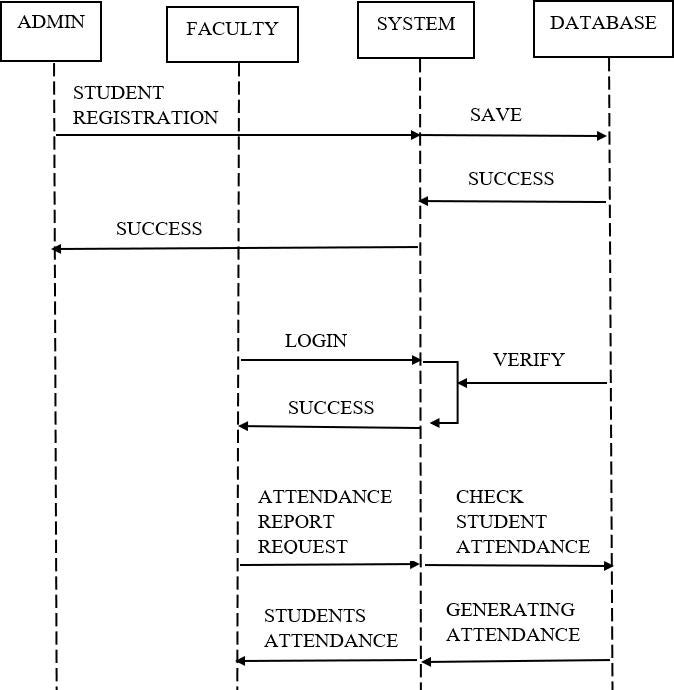 ADMIN
FACULTY
SYSTEM
DATABASE
STUDENT
REGISTRATION
SAVE
SUCCESS
SUCCESS
LOGIN
VERIFY
SUCCESS
ATTENDANCE
REPORT
REQUEST
CHECK
STUDENT
ATTENDANCE
STUDENTS
ATTENDANCE
GENERATING
ATTENDANCE